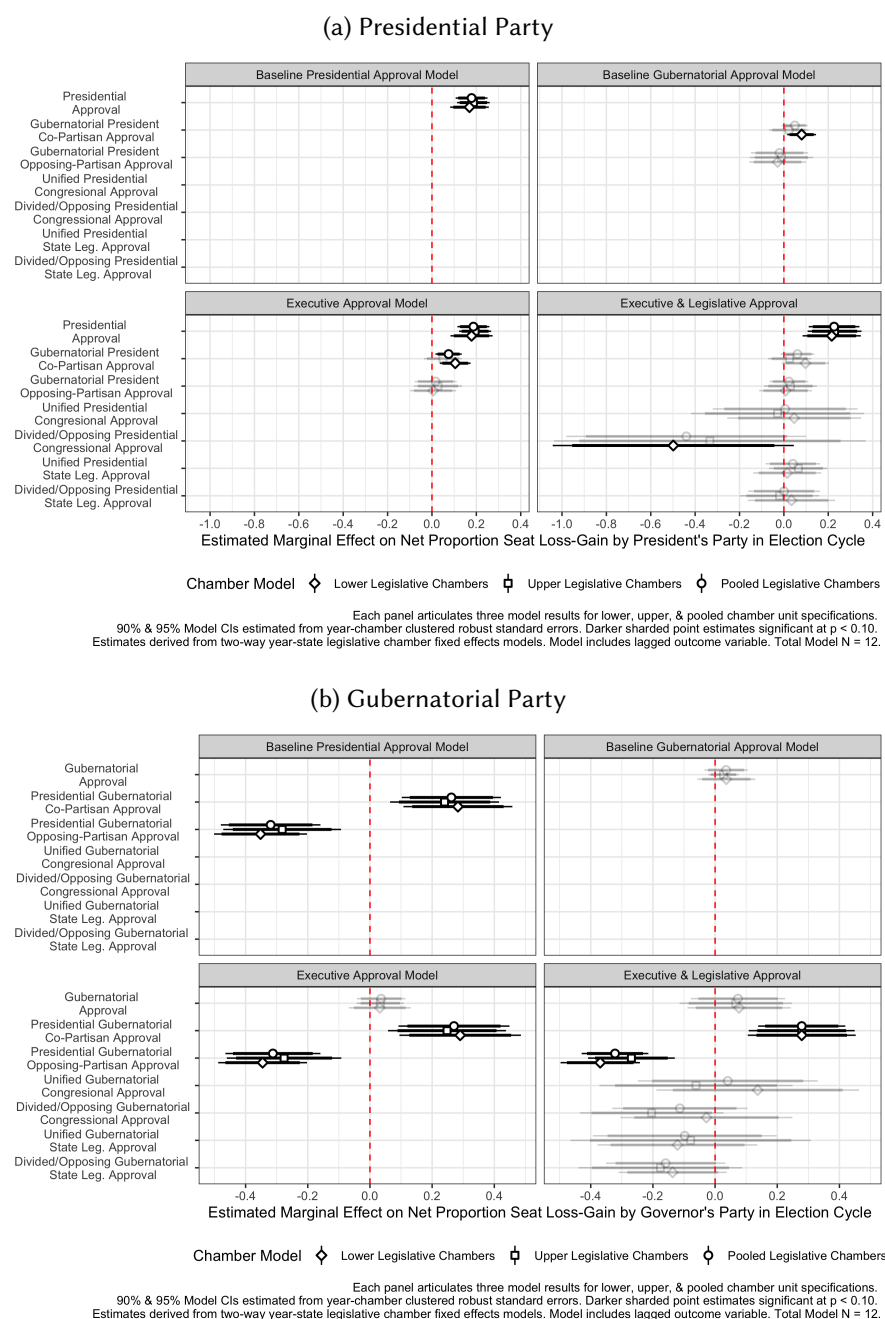 (a) Presidential Party
Baseline Presidential Approval Model
Baseline Gubernatorial Approval Model
Presidential
Approval
Gubernatorial President
Co-Partisan Approval
Gubernatorial President
Opposing-Partisan Approval
Unified Presidential
Congresional Approval
Divided/Opposing Presidential
Congressional Approval
Unified Presidential
State Leg. Approval
Divided/Opposing Presidential
State Leg. Approval
Executive Approval Model
Executive & Legislative Approval
Presidential
Approval
Gubernatorial President
Co-Partisan Approval
Gubernatorial President
Opposing-Partisan Approval
Unified Presidential
Congresional Approval
Divided/Opposing Presidential
Congressional Approval
Unified Presidential
State Leg. Approval
Divided/Opposing Presidential
State Leg. Approval
-1.0 -0.8 -0.6 -0.4 -0.2 0.0 0.2 0.4 -1.0 -0.8 -0.6 -0.4 -0.2 0.0 0.2 0.4
Estimated Marginal Effect on Net Proportion Seat Loss-Gain by President's Party in Election Cycle
Chamber Model Lower Legislative Chambers Upper Legislative Chambers Pooled Legislative Chambers
Each panel articulates three model results for lower, upper, & pooled chamber unit specifications.
90% & 95% Model CIs estimated from year-chamber clustered robust standard errors. Darker sharded point estimates significant at p < 0.10.
Estimates derived from two-way year-state legislative chamber fixed effects models. Model includes lagged outcome variable. Total Model N = 12.
(b) Gubernatorial Party
Baseline Presidential Approval Model
Baseline Gubernatorial Approval Model
Gubernatorial
Approval
Presidential Gubernatorial
Co-Partisan Approval
Presidential Gubernatorial
Opposing-Partisan Approval
Unified Gubernatorial
Congresional Approval
Divided/Opposing Gubernatorial
Congressional Approval
Unified Gubernatorial
State Leg. Approval
Divided/Opposing Gubernatorial
State Leg. Approval
Executive Approval Model
Executive & Legislative Approval
Gubernatorial
Approval
Presidential Gubernatorial
Co-Partisan Approval
Presidential Gubernatorial
Opposing-Partisan Approval
Unified Gubernatorial
Congresional Approval
Divided/Opposing Gubernatorial
Congressional Approval
Unified Gubernatorial
State Leg. Approval
Divided/Opposing Gubernatorial
State Leg. Approval
-0.4 -0.2 0.0 0.2 0.4 -0.4 -0.2 0.0 0.2 0.4
Estimated Marginal Effect on Net Proportion Seat Loss-Gain by Governor's Party in Election Cycle
Chamber Model Lower Legislative Chambers Upper Legislative Chambers Pooled Legislative Chambers
Each panel articulates three model results for lower, upper, & pooled chamber unit specifications.
90% & 95% Model CIs estimated from year-chamber clustered robust standard errors. Darker sharded point estimates significant at p < 0.10.
Estimates derived from two-way year-state legislative chamber fixed effects models. Model includes lagged outcome variable. Total Model N = 12.